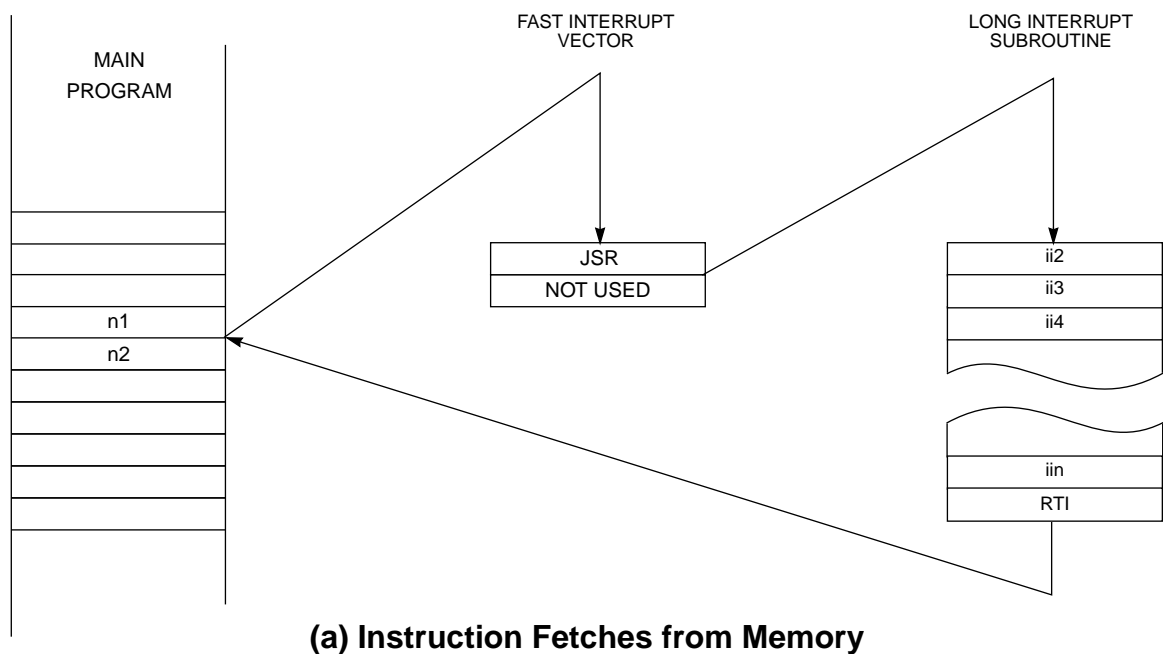 MAIN
PROGRAM
n1
n2
FAST INTERRUPT
VECTOR
JSR
NOT USED
LONG INTERRUPT
SUBROUTINE
ii2
ii3
ii4
iin
RTI
(a) Instruction Fetches from Memory